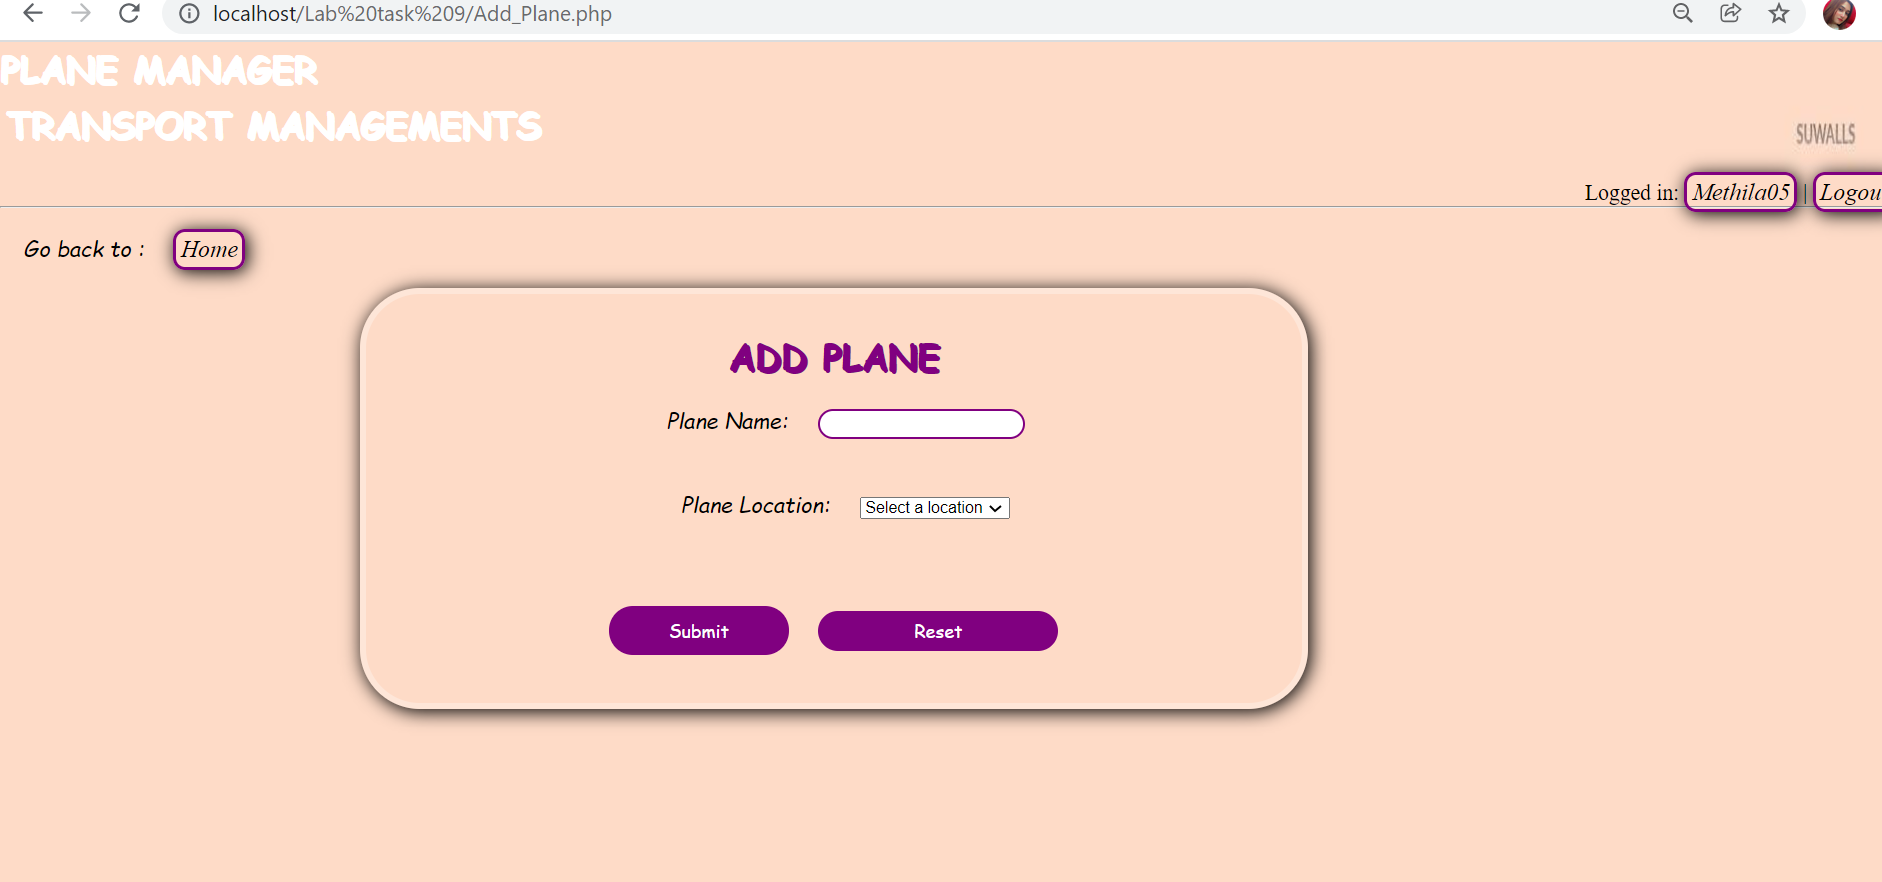 localhost/Lab%20task%209/Add_Plane.php
PLANE MANAGER
TRANSPORT MANAGEMENTS
SUWALLS
Logged in: Methila05 | Logou
Go back to : Home
ADD PLANE
Plane Name:
Plane Location: Select a location
Submit Reset